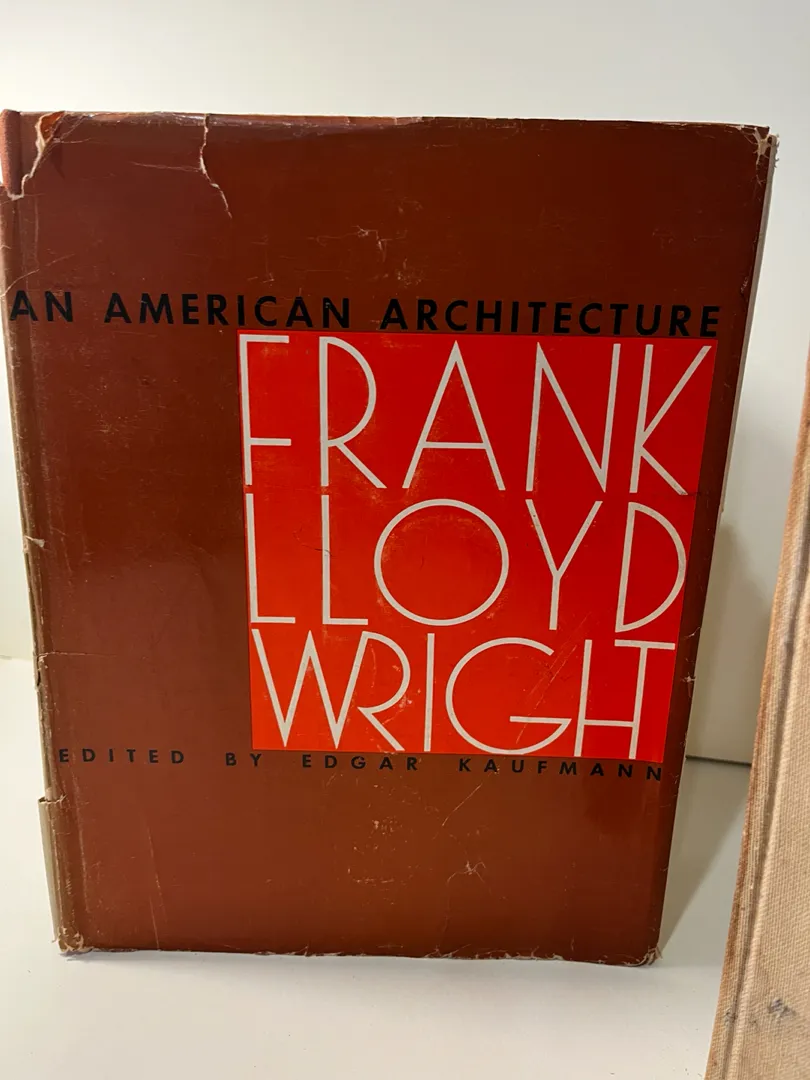 AN AMERICAN ARCHITECTURE
FRANK
LLOYD
WRIGHT
EDITED BY EDGAR KAUFMANN